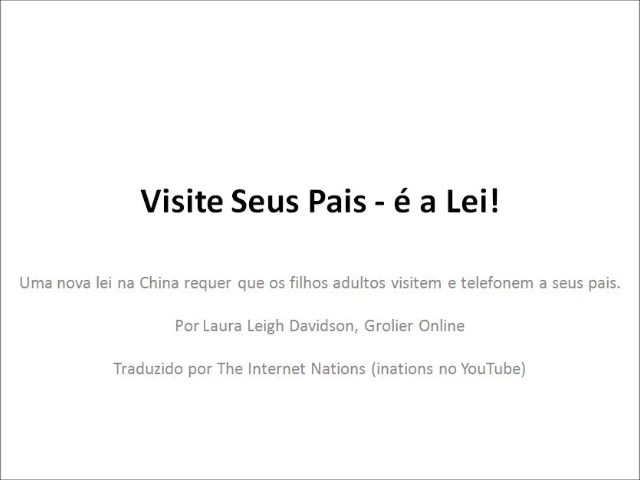 Visite Seus Pais - é a Lei!
Uma nova lei na China requer que os filhos adultos visitem e telefonem a seus pais.
Por Laura Leigh Davidson, Grolier Online
Traduzido por The Internet Nations (inations no YouTube)